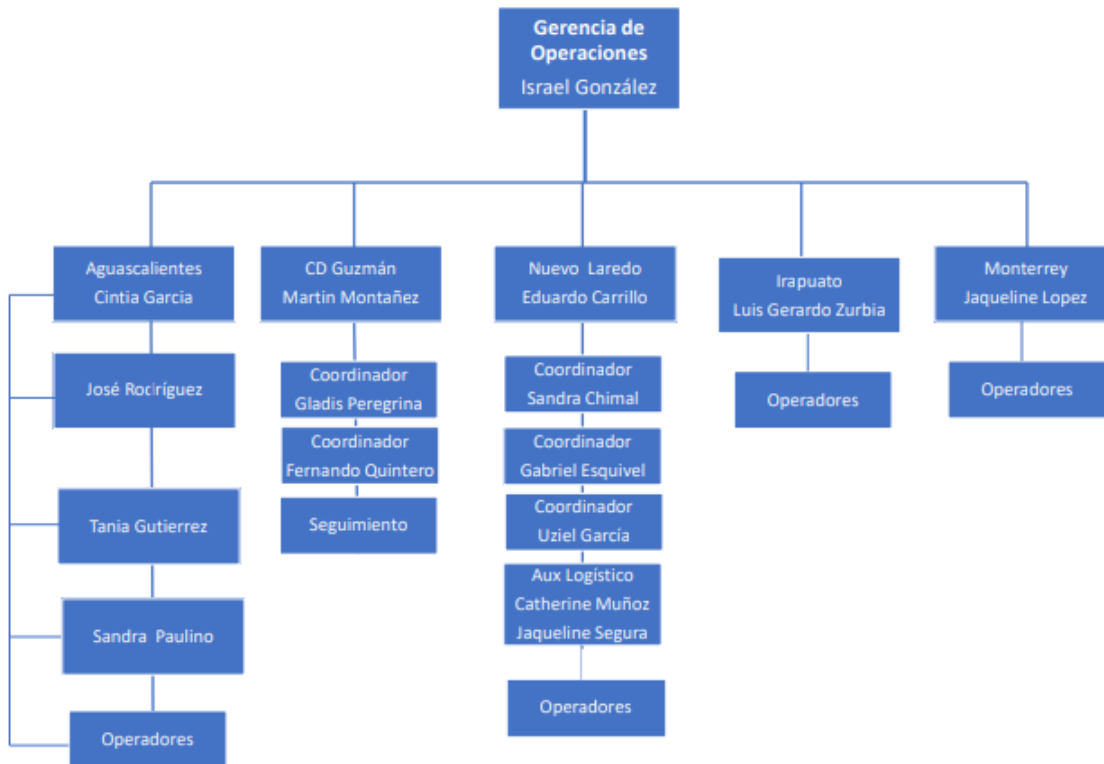 Gerencia de
Operaciones
Israel González
Aguascalientes
Cintia Garcia
José Rodríguez
Tania Gutierrez
Sandra Paulino
Operadores
CD Guzmán
Martin Montañez
Coordinador
Gladis Peregrina
Coordinador
Fernando Quintero
Seguimiento
Nuevo Laredo
Eduardo Carrillo
Coordinador
Sandra Chimal
Coordinador
Gabriel Esquivel
Coordinador
Uziel García
Aux Logístico
Catherine Muñoz
Jaqueline Segura
Operadores
Irapuato
Luis Gerardo Zurbia
Operadores
Monterrey
Jaqueline Lopez
Operadores